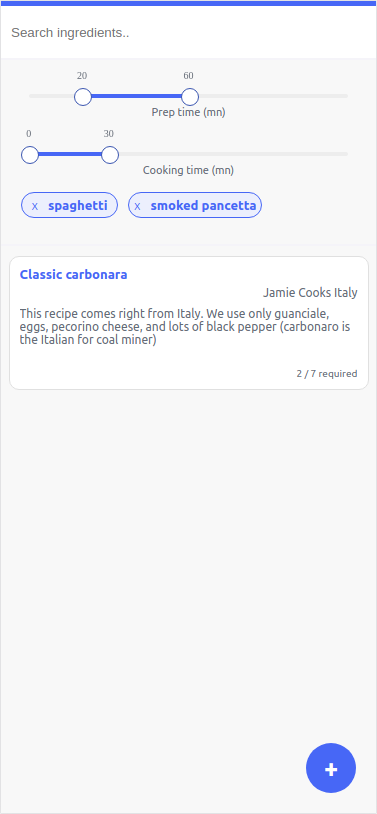 Search ingredients..
20 60
Prep time (mn)
0 30
Cooking time (mn)
x spaghetti x smoked pancetta
Classic carbonara
Jamie Cooks Italy
This recipe comes right from Italy. We use only guanciale,
eggs, pecorino cheese, and lots of black pepper (carbonaro is
the Italian for coal miner)
2 / 7 required
+